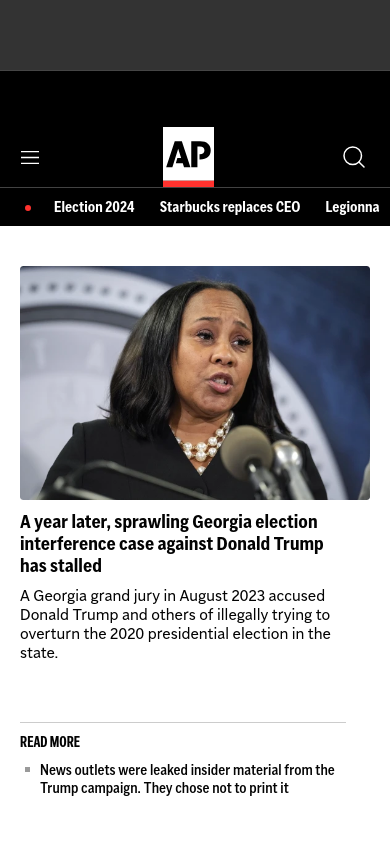 AP
Election 2024
Starbucks replaces CEO
Legionna
A year later, sprawling Georgia election
interference case against Donald Trump
has stalled
A Georgia grand jury in August 2023 accused
Donald Trump and others of illegally trying to
overturn the 2020 presidential election in the
state.
READ MORE
News outlets were leaked insider material from the
Trump campaign. They chose not to print it